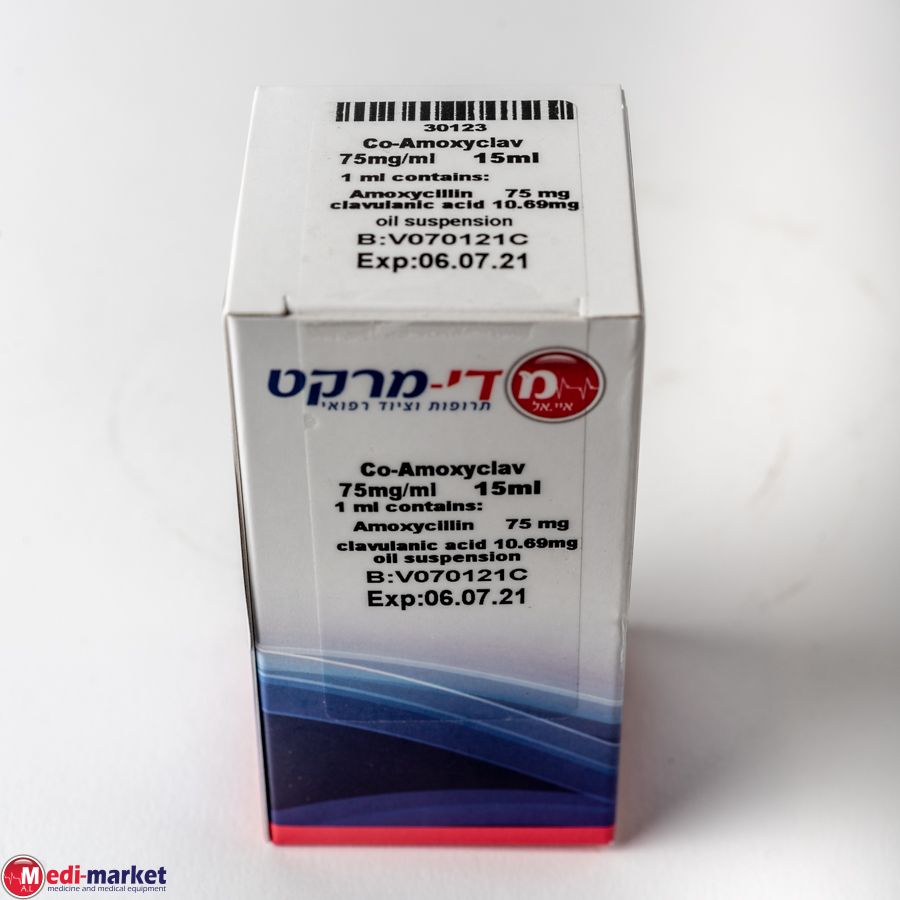 30123
Co-Amoxyclav
75mg/ml 15ml
1 ml contains:
Amoxycillin 75 mg
clavulanic acid 10.69mg
oil suspension
B:V070121C
Exp:06.07.21
מדי-מרקט
איי.אל
תרופות וציוד רפואי
Co-Amoxyclav
75mg/ml 15ml
1 ml contains:
Amoxycillin 75 mg
clavulanic acid 10.69mg
oil suspension
B:V070121C
Exp:06.07.21
Medi-market
A.L
medicine and medical equipment